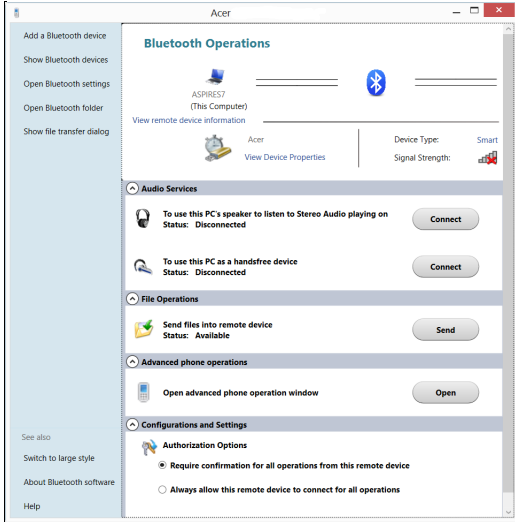 Acer
Add a Bluetooth device
Show Bluetooth devices
Open Bluetooth settings
Open Bluetooth folder
Show file transfer dialog
Bluetooth Operations
ASPIRES7
(This Computer)
View remote device information
Acer
View Device Properties
Device Type:
Smart
Signal Strength:
Audio Services
To use this PC's speaker to listen to Stereo Audio playing on
Status: Disconnected
Connect
To use this PC as a handsfree device
Status: Disconnected
Connect
File Operations
Send files into remote device
Status: Available
Send
Advanced phone operations
Open advanced phone operation window
Open
Configurations and Settings
Authorization Options
Require confirmation for all operations from this remote device
Always allow this remote device to connect for all operations
See also
Switch to large style
About Bluetooth software
Help